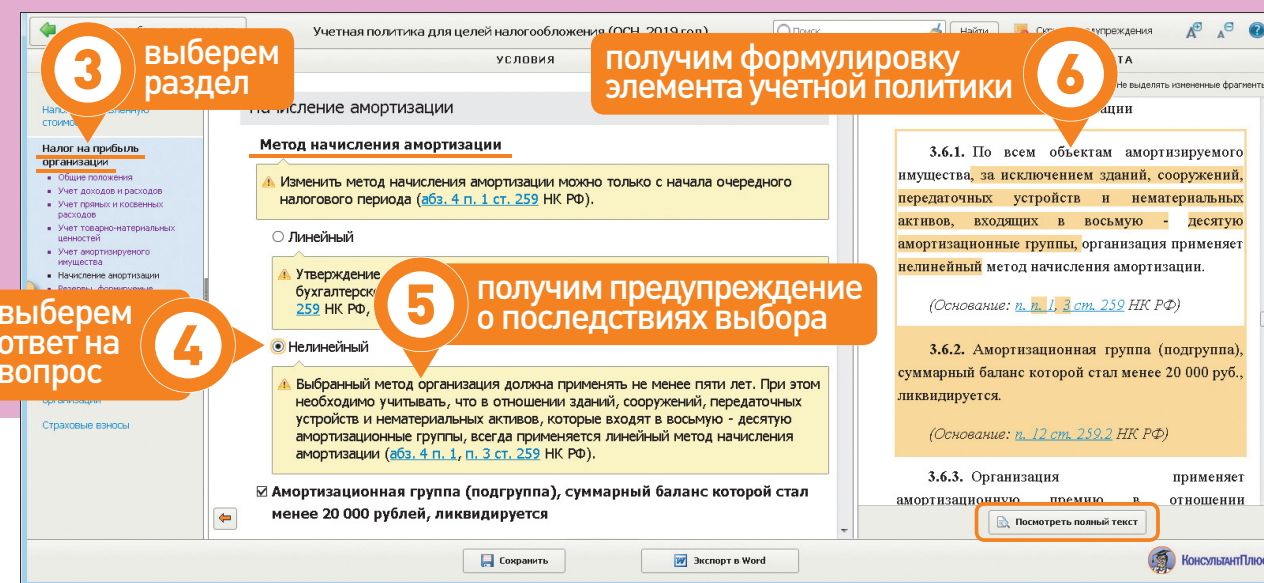 Учетная политика для целей налогообложения (ОСН, 2019 год)
Поиск
Найти
3
выберем
раздел
УСЛОВИЯ
получим формулировку
элемента учетной политики
6
Не выделять измененные фрагменты
Налог на прибыль
организации
Общие положения
Учет доходов и расходов
Учет прямых и косвенных
расходов
Учет товарно-материальных
ценностей
Учет амортизируемого
имущества
Начисление амортизации
Резервы, формируемые
выберем
ответ на
вопрос
4
организации
Страховые взносы
Начисление амортизации
Метод начисления амортизации
Изменить метод начисления амортизации можно только с начала очередного
налогового периода (абз. 4 п. 1 ст. 259 НК РФ).
Линейный
Утверждение
259 НК РФ,
5
получим предупреждение
о последствиях выбора
Нелинейный
Выбранный метод организация должна применять не менее пяти лет. При этом
необходимо учитывать, что в отношении зданий, сооружений, передаточных
устройств и нематериальных активов, которые входят в восьмую - десятую
амортизационные группы, всегда применяется линейный метод начисления
амортизации (абз. 4 п. 1, п. 3 ст. 259 НК РФ).
Амортизационная группа (подгруппа), суммарный баланс которой стал
менее 20 000 рублей, ликвидируется
3.6.1. По всем объектам амортизируемого
имущества, за исключением зданий, сооружений,
передаточных устройств и нематериальных
активов, входящих в восьмую - десятую
амортизационные группы, организация применяет
нелинейный метод начисления амортизации.
(Основание: п. п. 1, 3 ст. 259 НК РФ)
3.6.2. Амортизационная группа (подгруппа),
суммарный баланс которой стал менее 20 000 руб.,
ликвидируется.
(Основание: п. 12 ст. 259.2 НК РФ)
3.6.3. Организация применяет
амортизационную премию в отношении
Посмотреть полный текст
Сохранить
Экспорт в Word
КонсультантПлюс